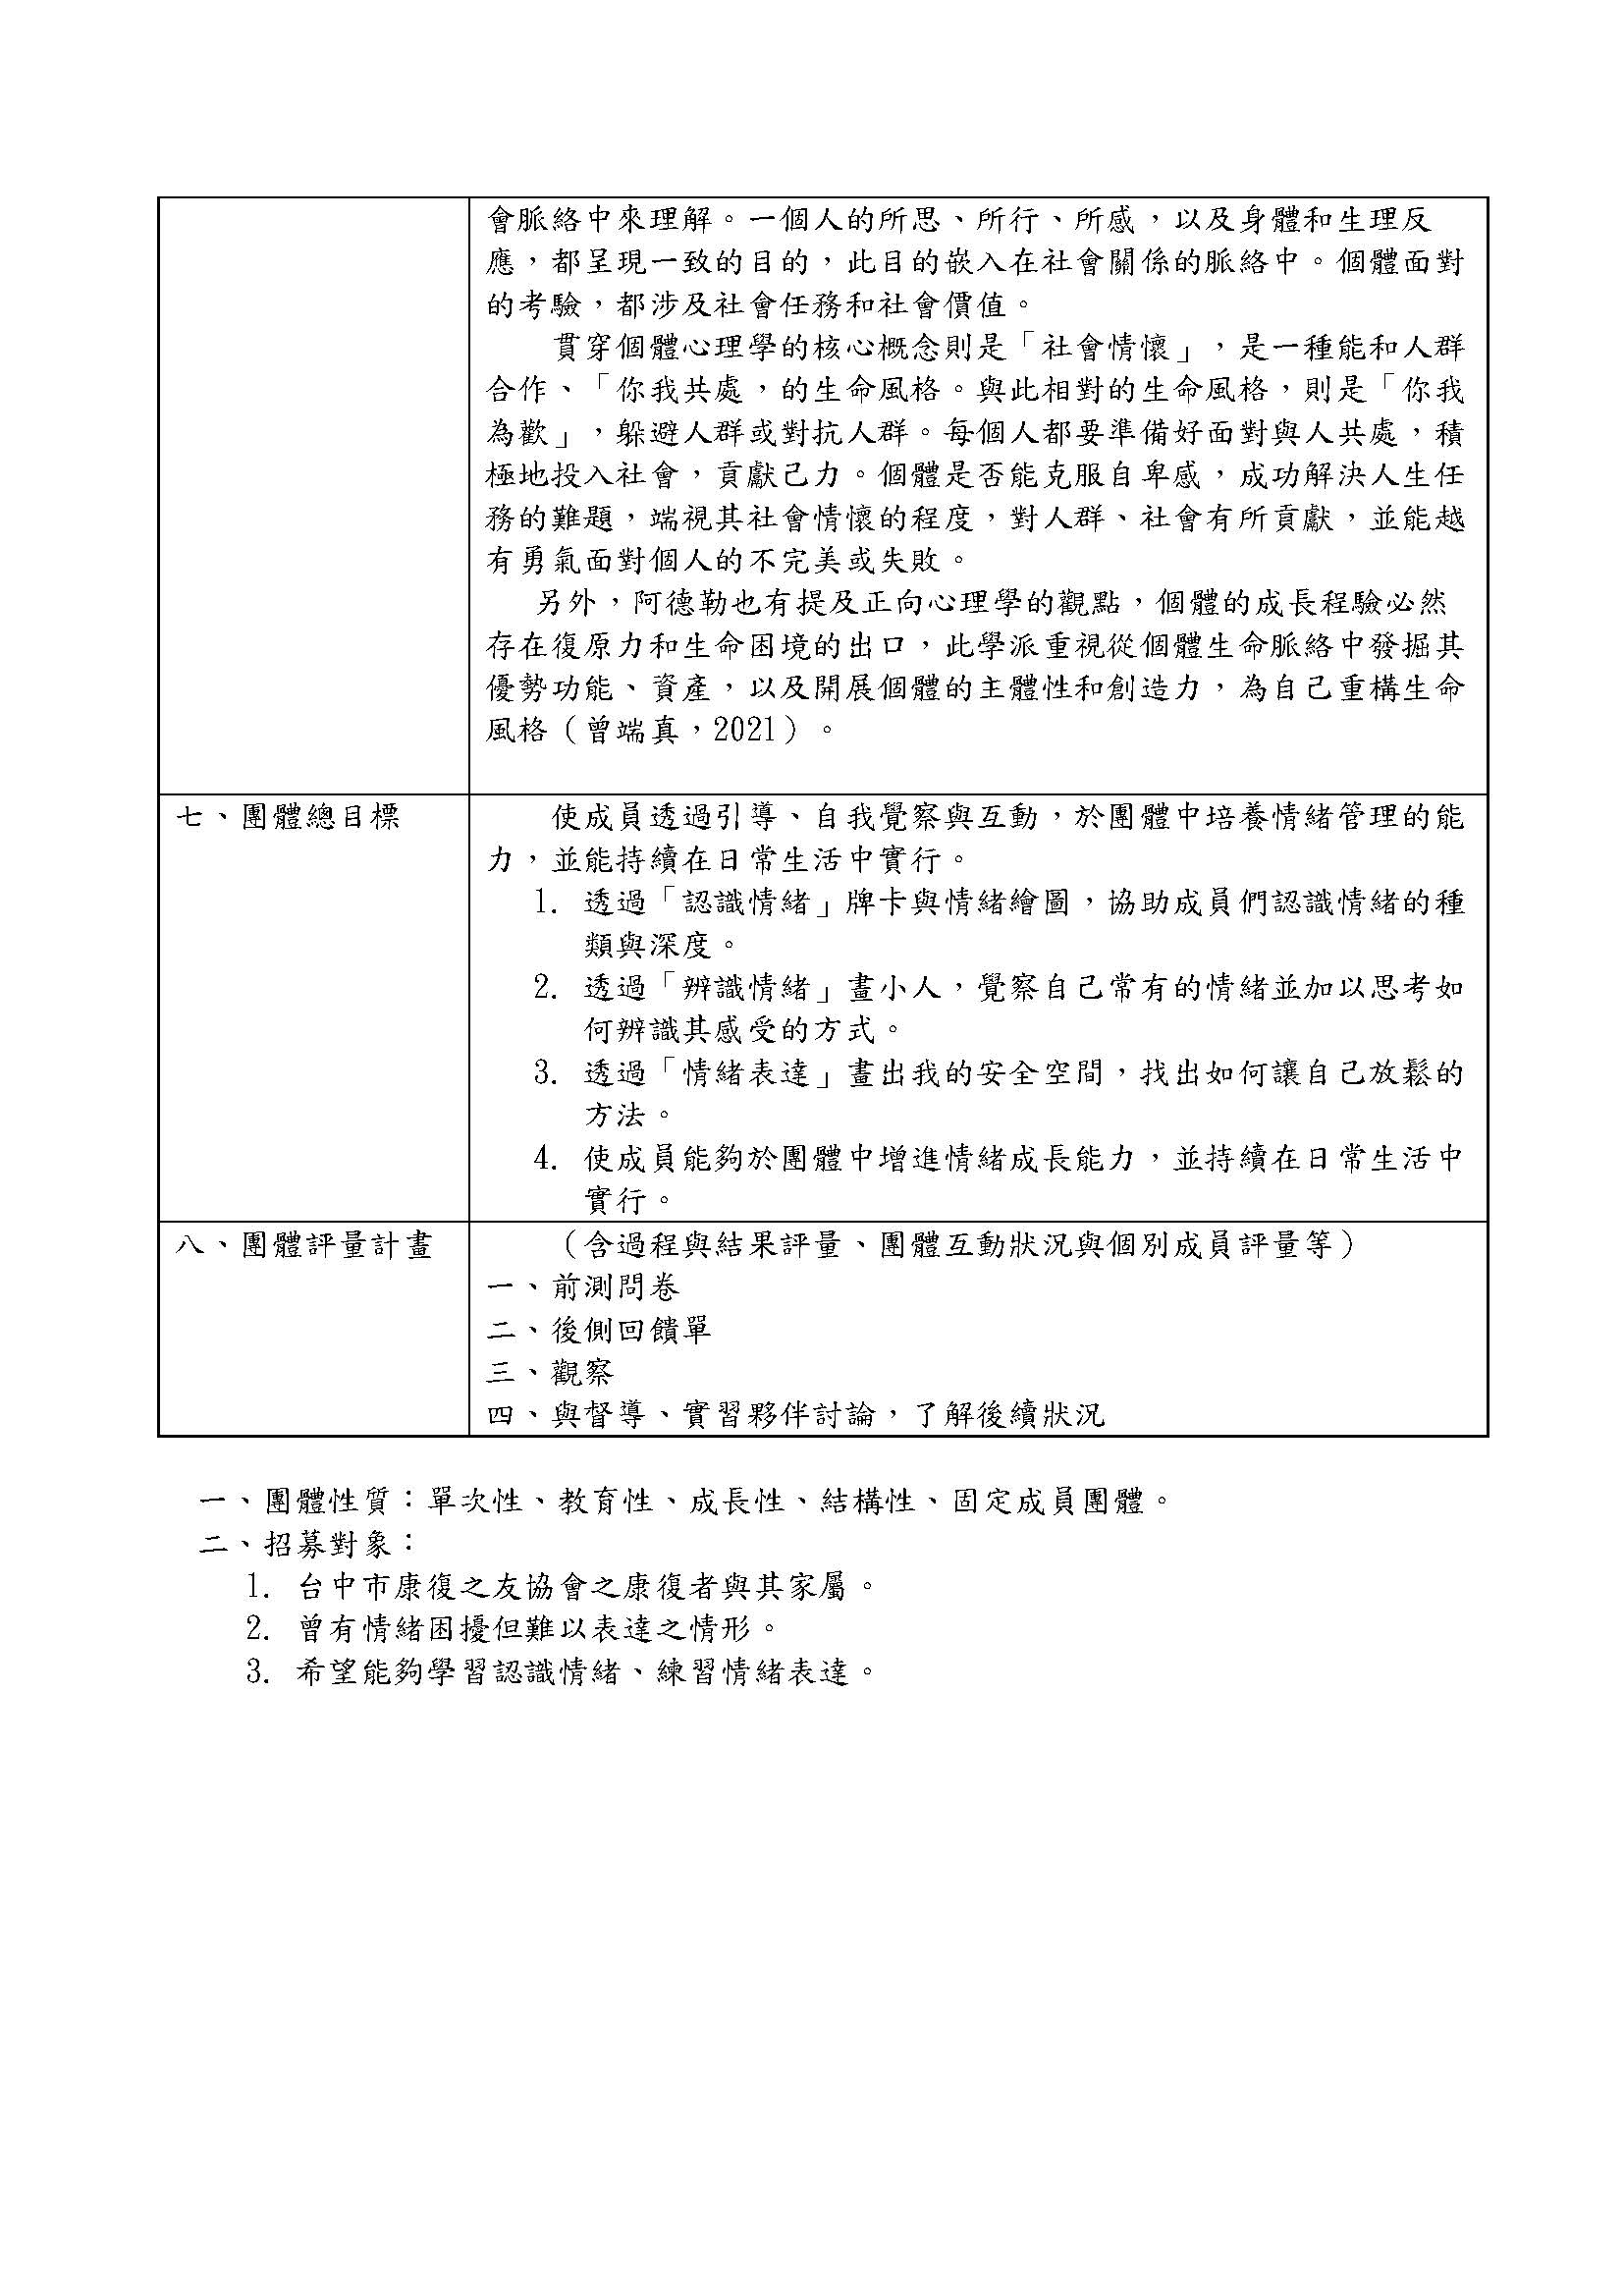 會脈絡中來理解。一個人的所思、所行、所感，以及身體和生理反
應，都呈現一致的目的，此目的嵌入在社會關係的脈絡中。個體面對
的考驗，都涉及社會任務和社會價值。
貫穿個體心理學的核心概念則是「社會情懷」，是一種能和人群
合作、「你我共處，的生命風格。與此相對的生命風格，則是「你我
為歡」，躲避人群或對抗人群。每個人都要準備好面對與人共處，積
極地投入社會，貢獻己力。個體是否能克服自卑感，成功解決人生任
務的難題，端視其社會情懷的程度，對人群、社會有所貢獻，並能越
有勇氣面對個人的不完美或失敗。
另外，阿德勒也有提及正向心理學的觀點，個體的成長程驗必然
存在復原力和生命困境的出口，此學派重視從個體生命脈絡中發掘其
優勢功能、資產，以及開展個體的主體性和創造力，為自己重構生命
風格（曾端真，2021）。
七、團體總目標
使成員透過引導、自我覺察與互動，於團體中培養情緒管理的能
力，並能持續在日常生活中實行。
1. 透過「認識情緒」牌卡與情緒繪圖，協助成員們認識情緒的種
類與深度。
2. 透過「辨識情緒」畫小人，覺察自己常有的情緒並加以思考如
何辨識其感受的方式。
3. 透過「情緒表達」畫出我的安全空間，找出如何讓自己放鬆的
方法。
4. 使成員能夠於團體中增進情緒成長能力，並持續在日常生活中
實行。
八、團體評量計畫
（含過程與結果評量、團體互動狀況與個別成員評量等）
一、前測問卷
二、後側回饋單
三、觀察
四、與督導、實習夥伴討論，了解後續狀況
一、團體性質：單次性、教育性、成長性、結構性、固定成員團體。
二、招募對象：
1. 台中市康復之友協會之康復者與其家屬。
2. 曾有情緒困擾但難以表達之情形。
3. 希望能夠學習認識情緒、練習情緒表達。